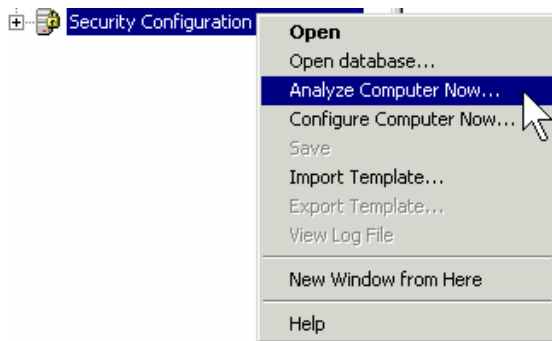 Security Configuration
Open
Open database...
Analyze Computer Now...
Configure Computer Now...
Save
Import Template...
Export Template...
View Log File
New Window from Here
Help